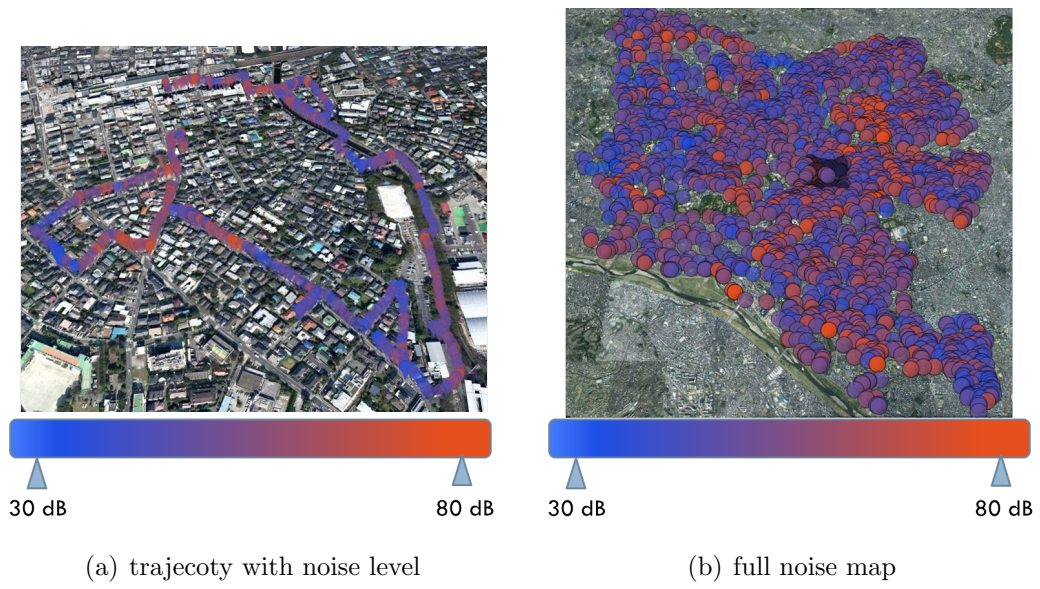 30 dB
80 dB
30 dB
80 dB
(a) trajecoty with noise level
(b) full noise map